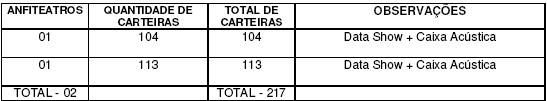 ANFITEATROS QUANTIDADE DE CARTEIRAS TOTAL DE CARTEIRAS OBSERVAÇÕES
01 104 104 Data Show + Caixa Acústica
01 113 113 Data Show + Caixa Acústica
TOTAL - 02 TOTAL - 217